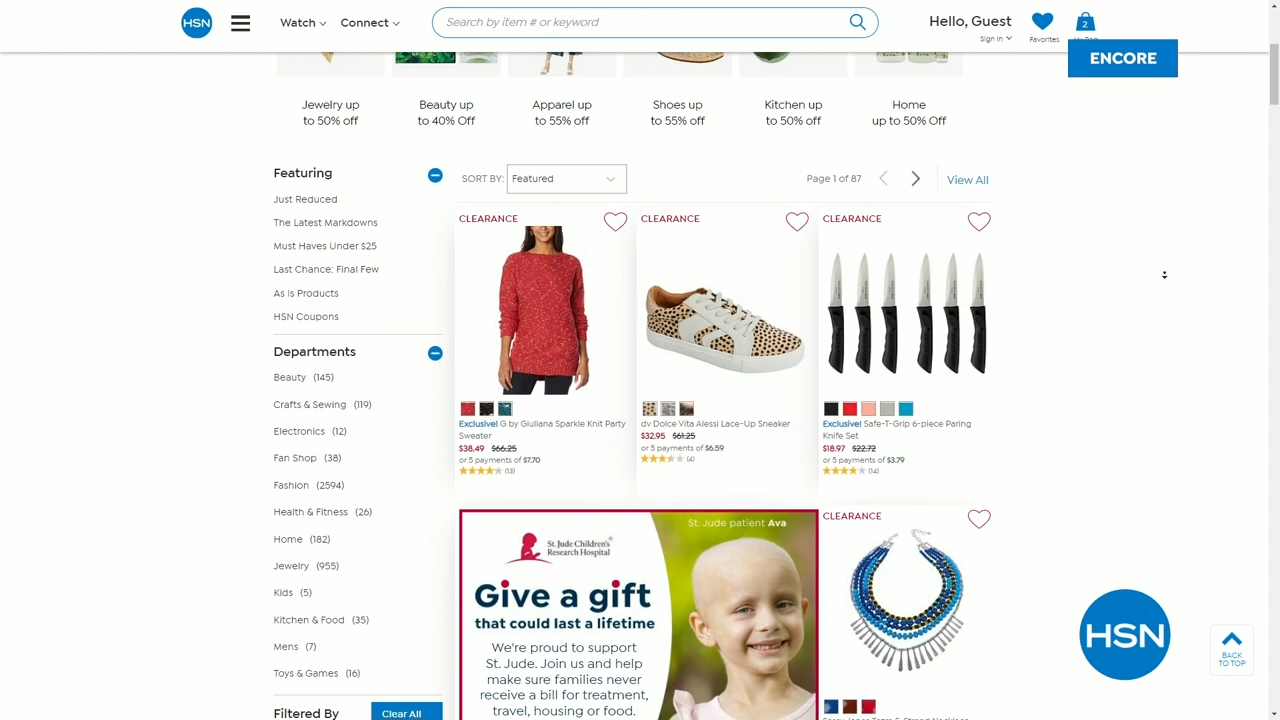 HSN
Watch
Connect
Search by item # or keyword
Hello, Guest
Sign In
Favorites
2
ENCORE
Jewelry up
to 50% off
Beauty up
to 40% Off
Apparel up
to 55% off
Shoes up
to 55% off
Kitchen up
to 50% off
Home
up to 50% Off
Featuring
Just Reduced
The Latest Markdowns
Must Haves Under $25
Last Chance: Final Few
As Is Products
HSN Coupons
Departments
Beauty (145)
Crafts & Sewing (119)
Electronics (12)
Fan Shop (38)
Fashion (2594)
Health & Fitness (26)
Home (182)
Jewelry (955)
Kids (5)
Kitchen & Food (35)
Mens (7)
Toys & Games (16)
Filtered By
Clear All
SORT BY: Featured
Page 1 of 87
View All
CLEARANCE
Exclusive! G by Giuliana Sparkle Knit Party
Sweater
$38.49 $66.25
or 5 payments of $7.70
(13)
CLEARANCE
dv Dolce Vita Alessi Lace-Up Sneaker
$32.95 $61.25
or 5 payments of $6.59
(4)
CLEARANCE
Exclusive! Safe-T-Grip 6-piece Paring
Knife Set
$18.97 $22.72
or 5 payments of $3.79
(14)
St. Jude patient Ava
St. Jude Children's
Research Hospital
Give a gift
that could last a lifetime
We're proud to support
St. Jude. Join us and help
make sure families never
receive a bill for treatment,
travel, housing or food.
CLEARANCE
HSN
BACK
TO TOP